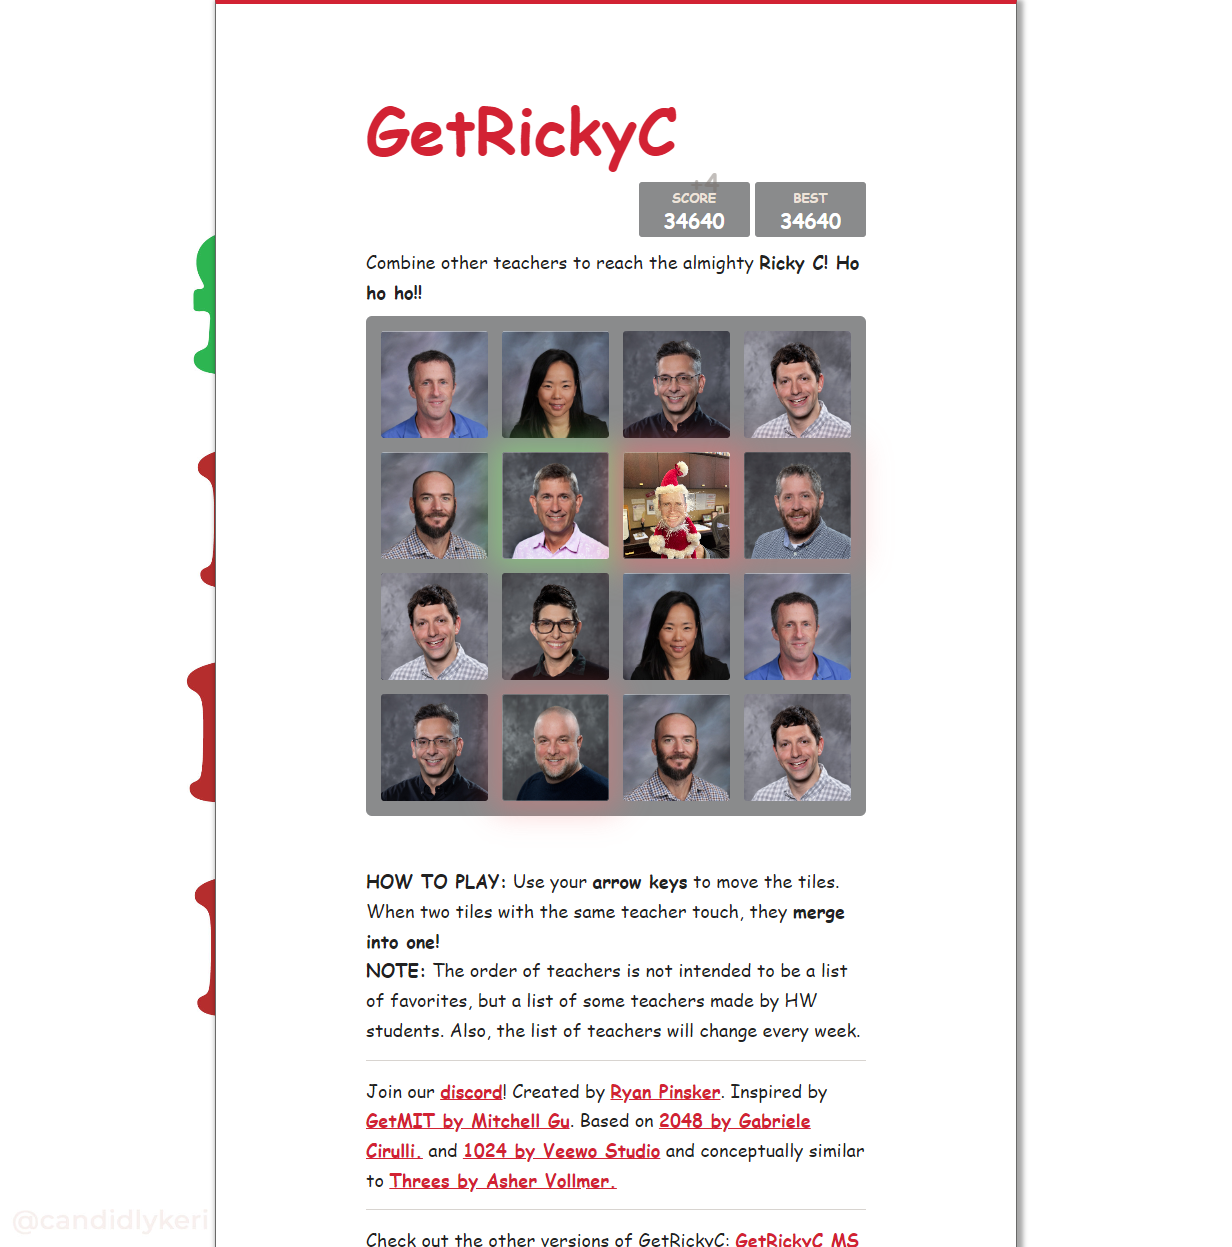 GetRickyC
+4
SCORE
34640
BEST
34640
Combine other teachers to reach the almighty Ricky C! Ho
ho ho!!
HOW TO PLAY: Use your arrow keys to move the tiles.
When two tiles with the same teacher touch, they merge
into one!
NOTE: The order of teachers is not intended to be a list
of favorites, but a list of some teachers made by HW
students. Also, the list of teachers will change every week.
Join our discord! Created by Ryan Pinsker. Inspired by
GetMIT by Mitchell Gu. Based on 2048 by Gabriele
Cirulli. and 1024 by Veewo Studio and conceptually similar
to Threes by Asher Vollmer.
@candidlykeri
Check out the other versions of GetRickyC: GetRickyC MS